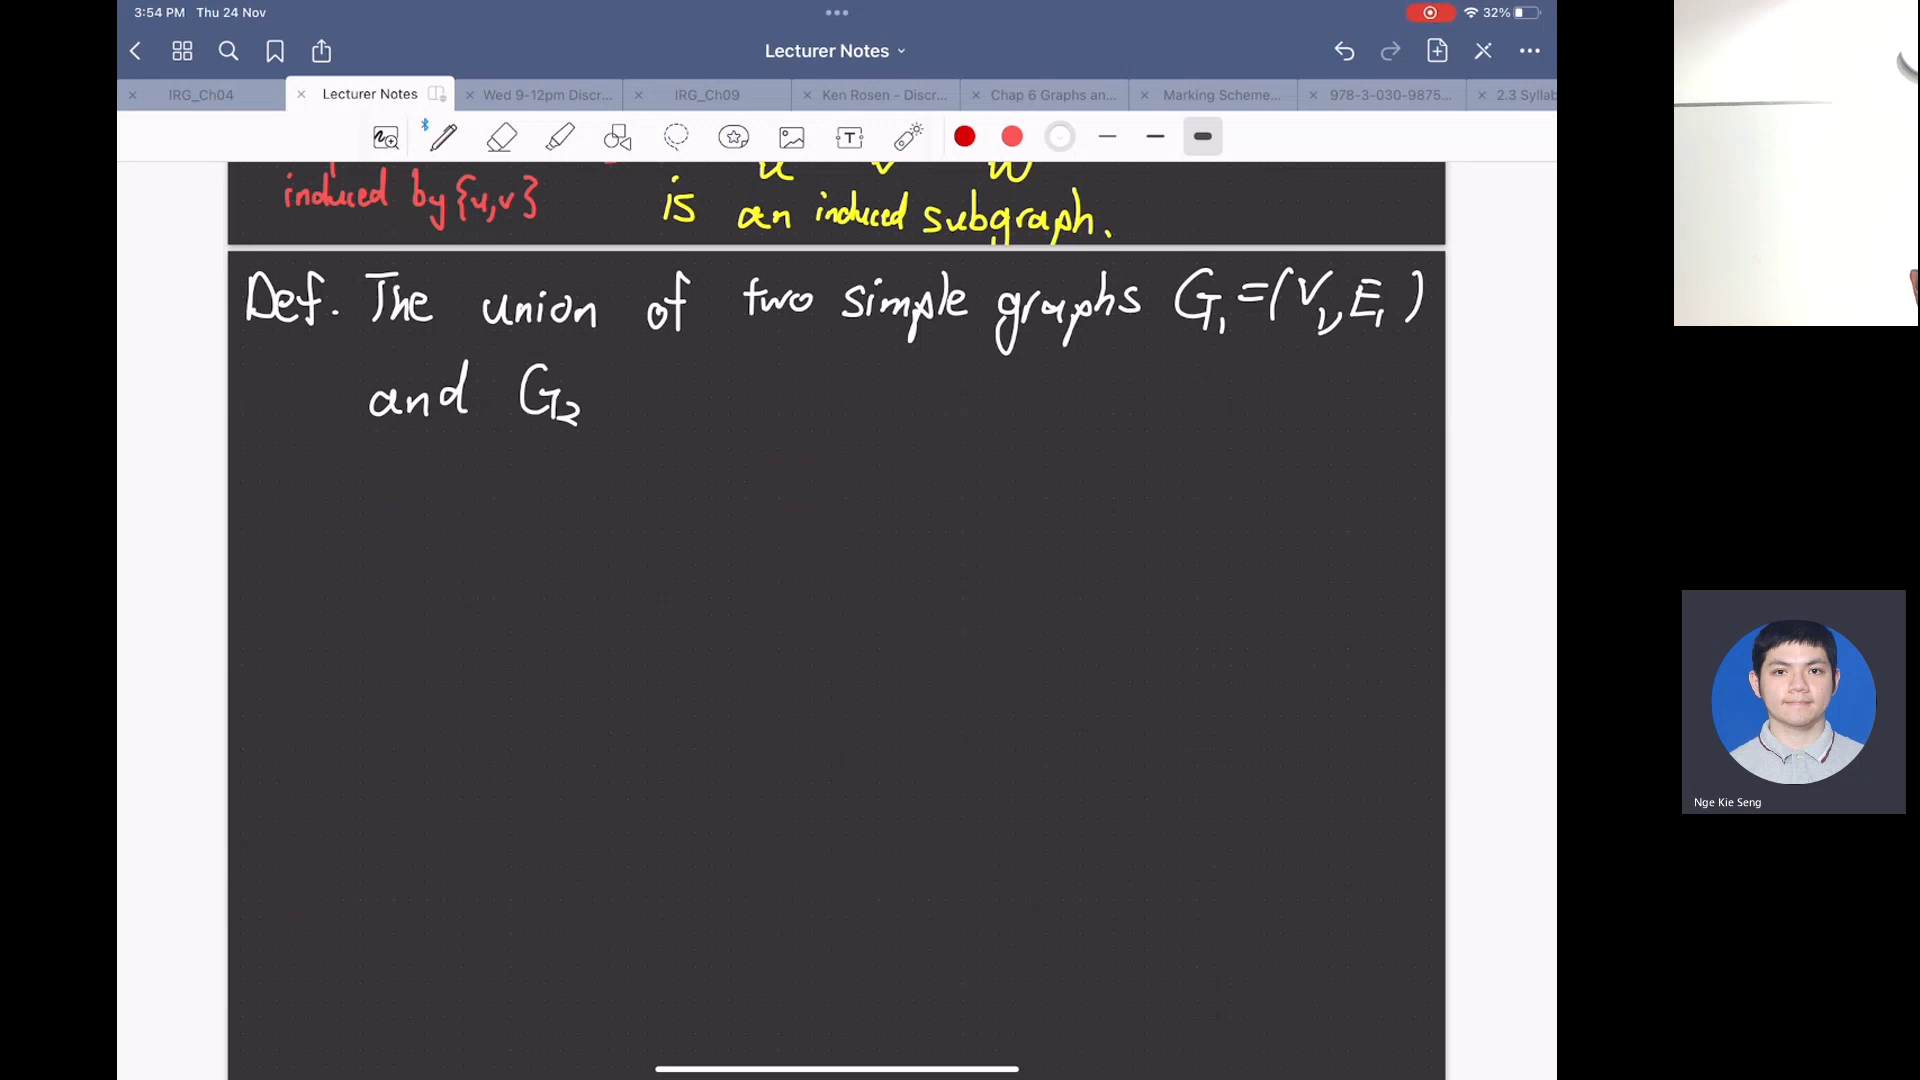 3:54 PM Thu 24 Nov
32%
Lecturer Notes
IRG_Ch04
Lecturer Notes
Wed 9-12pm Discr...
IRG_Ch09
Ken Rosen - Discr...
Chap 6 Graphs an...
Marking Scheme...
978-3-030-9875...
2.3 Syllab
induced by {u,v}
u v w
is an induced subgraph.
Def. The union of two simple graphs G₁=(V₁,E₁)
and G₂
Nge Kie Seng